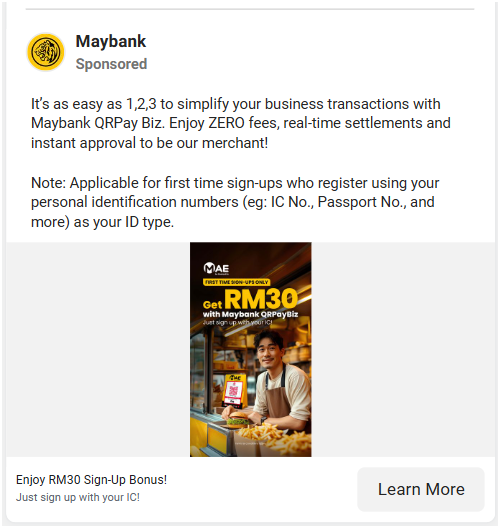 Maybank
Sponsored
It’s as easy as 1,2,3 to simplify your business transactions with
Maybank QRPay Biz. Enjoy ZERO fees, real-time settlements and
instant approval to be our merchant!
Note: Applicable for first time sign-ups who register using your
personal identification numbers (eg: IC No., Passport No., and
more) as your ID type.
MAE
FIRST TIME SIGN-UPS ONLY
Get RM30
with Maybank QRPayBiz
Just sign up with your IC!
MAE
Enjoy RM30 Sign-Up Bonus!
Just sign up with your IC!
Learn More